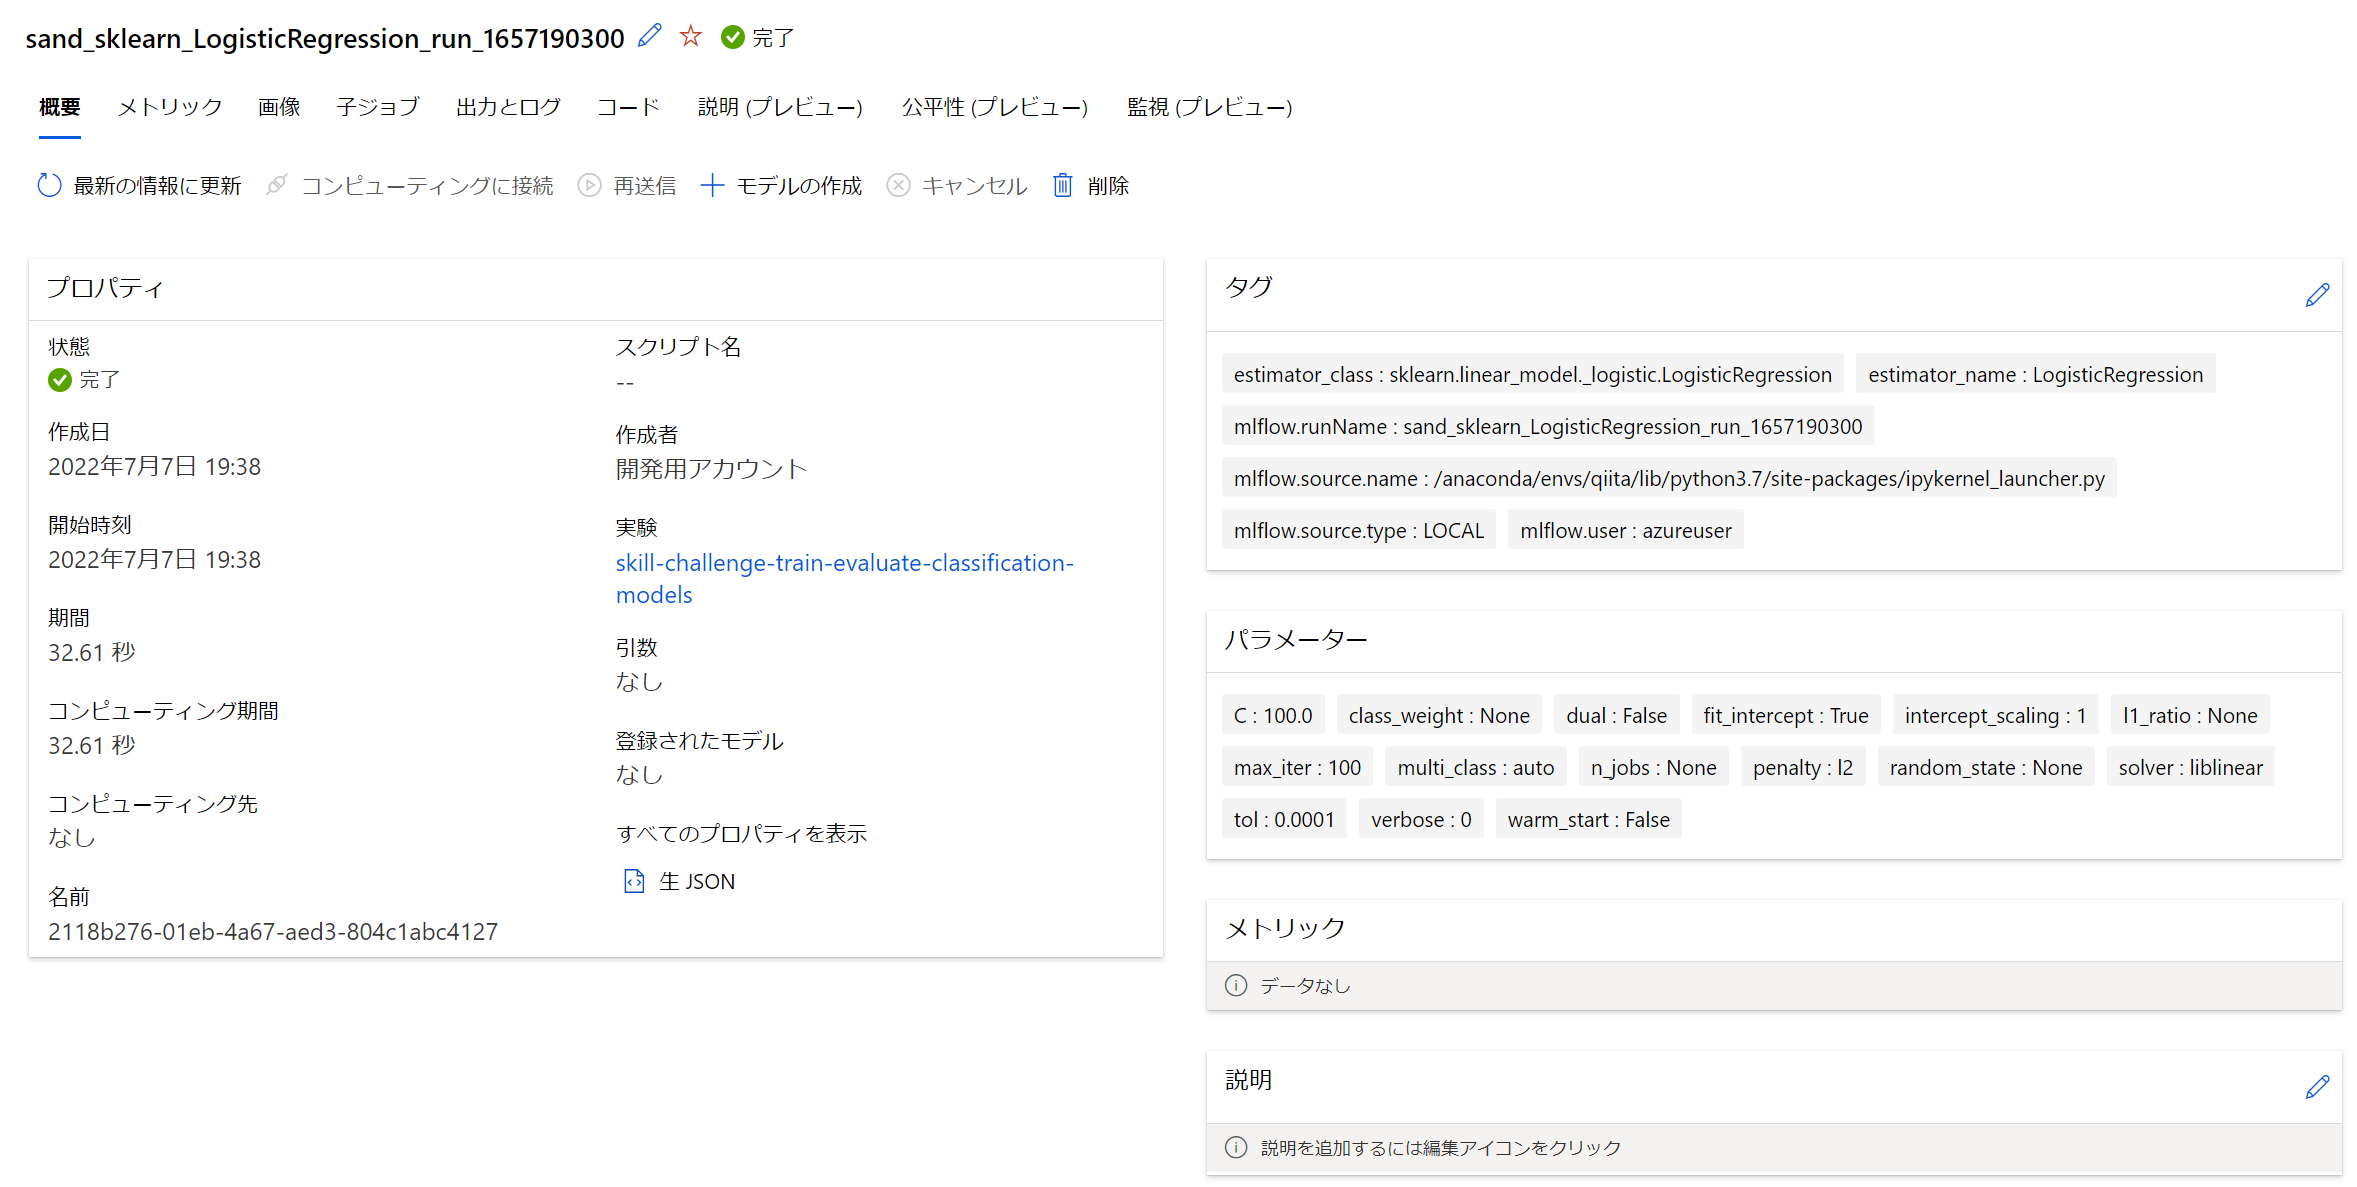 sand_sklearn_LogisticRegression_run_1657190300 完了
概要 メトリック 画像 子ジョブ 出力とログ コード 説明 (プレビュー) 公平性 (プレビュー) 監視 (プレビュー)
最新の情報に更新 コンピューティングに接続 再送信 モデルの作成 キャンセル 削除
プロパティ
状態
完了
作成日
2022年7月7日 19:38
開始時刻
2022年7月7日 19:38
期間
32.61 秒
コンピューティング期間
32.61 秒
コンピューティング先
なし
名前
2118b276-01eb-4a67-aed3-804c1abc4127
スクリプト名
--
作成者
開発用アカウント
実験
skill-challenge-train-evaluate-classification-
models
引数
なし
登録されたモデル
なし
すべてのプロパティを表示
生 JSON
タグ
estimator_class : sklearn.linear_model._logistic.LogisticRegression estimator_name : LogisticRegression
mlflow.runName : sand_sklearn_LogisticRegression_run_1657190300
mlflow.source.name : /anaconda/envs/qiita/lib/python3.7/site-packages/ipykernel_launcher.py
mlflow.source.type : LOCAL mlflow.user : azureuser
パラメーター
C : 100.0 class_weight : None dual : False fit_intercept : True intercept_scaling : 1 l1_ratio : None
max_iter : 100 multi_class : auto n_jobs : None penalty : l2 random_state : None solver : liblinear
tol : 0.0001 verbose : 0 warm_start : False
メトリック
データなし
説明
説明を追加するには編集アイコンをクリック